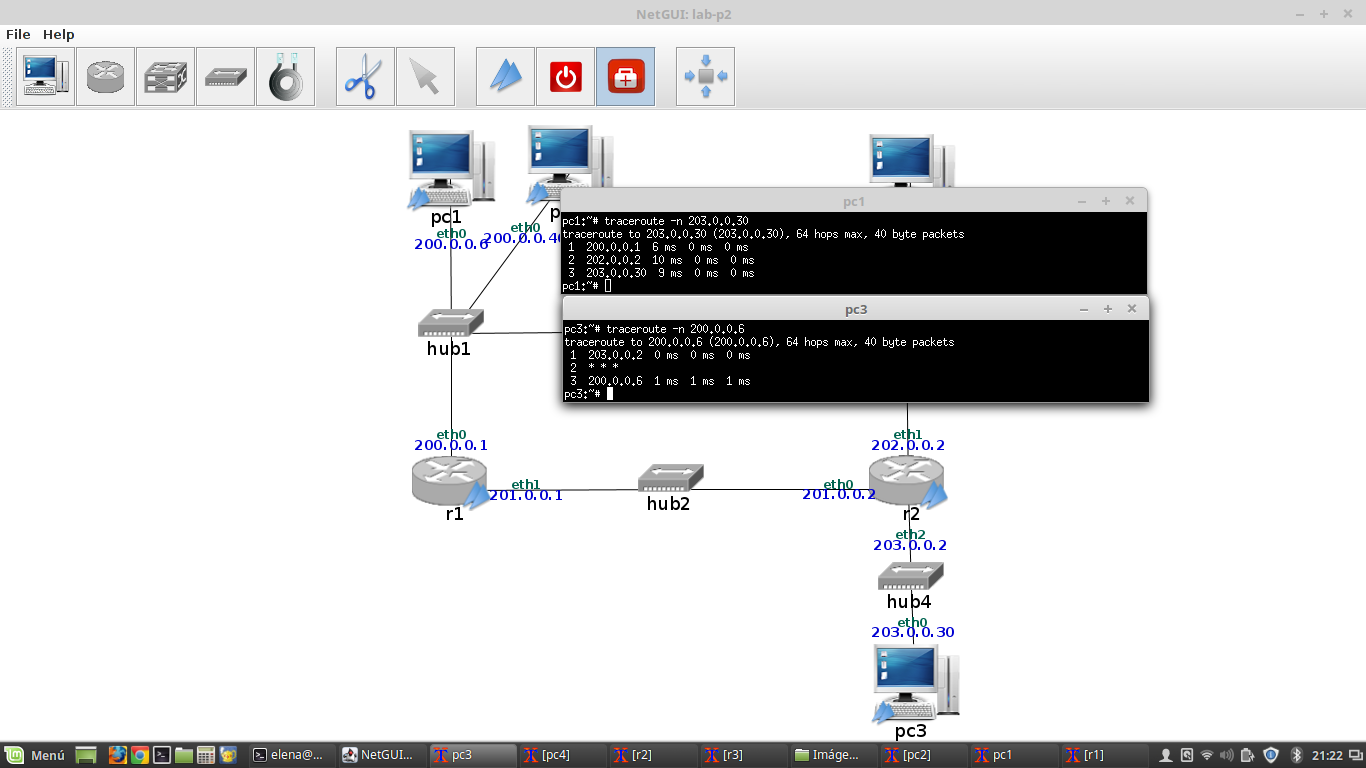 NetGUI: lab-p2
File Help
pc1
eth0
200.0.0.6
eth0
hub1
pc1
pc1:~# traceroute -n 203.0.0.30
traceroute to 203.0.0.30 (203.0.0.30), 64 hops max, 40 byte packets
1 200.0.0.1 6 ms 0 ms 0 ms
2 202.0.0.2 10 ms 0 ms 0 ms
3 203.0.0.30 9 ms 0 ms 0 ms
pc1:~#
pc3
pc3:~# traceroute -n 200.0.0.6
traceroute to 200.0.0.6 (200.0.0.6), 64 hops max, 40 byte packets
1 203.0.0.2 0 ms 0 ms 0 ms
2 * * *
3 200.0.0.6 1 ms 1 ms 1 ms
pc3:~#
eth0
200.0.0.1
eth1
201.0.0.1
r1
hub2
eth0
201.0.0.2
eth1
202.0.0.2
r2
eth2
203.0.0.2
hub4
eth0
203.0.0.30
pc3
Menú
elena@...
NetGUI...
pc3
[pc4]
[r2]
[r3]
Imáge...
[pc2]
pc1
[r1]
21:22